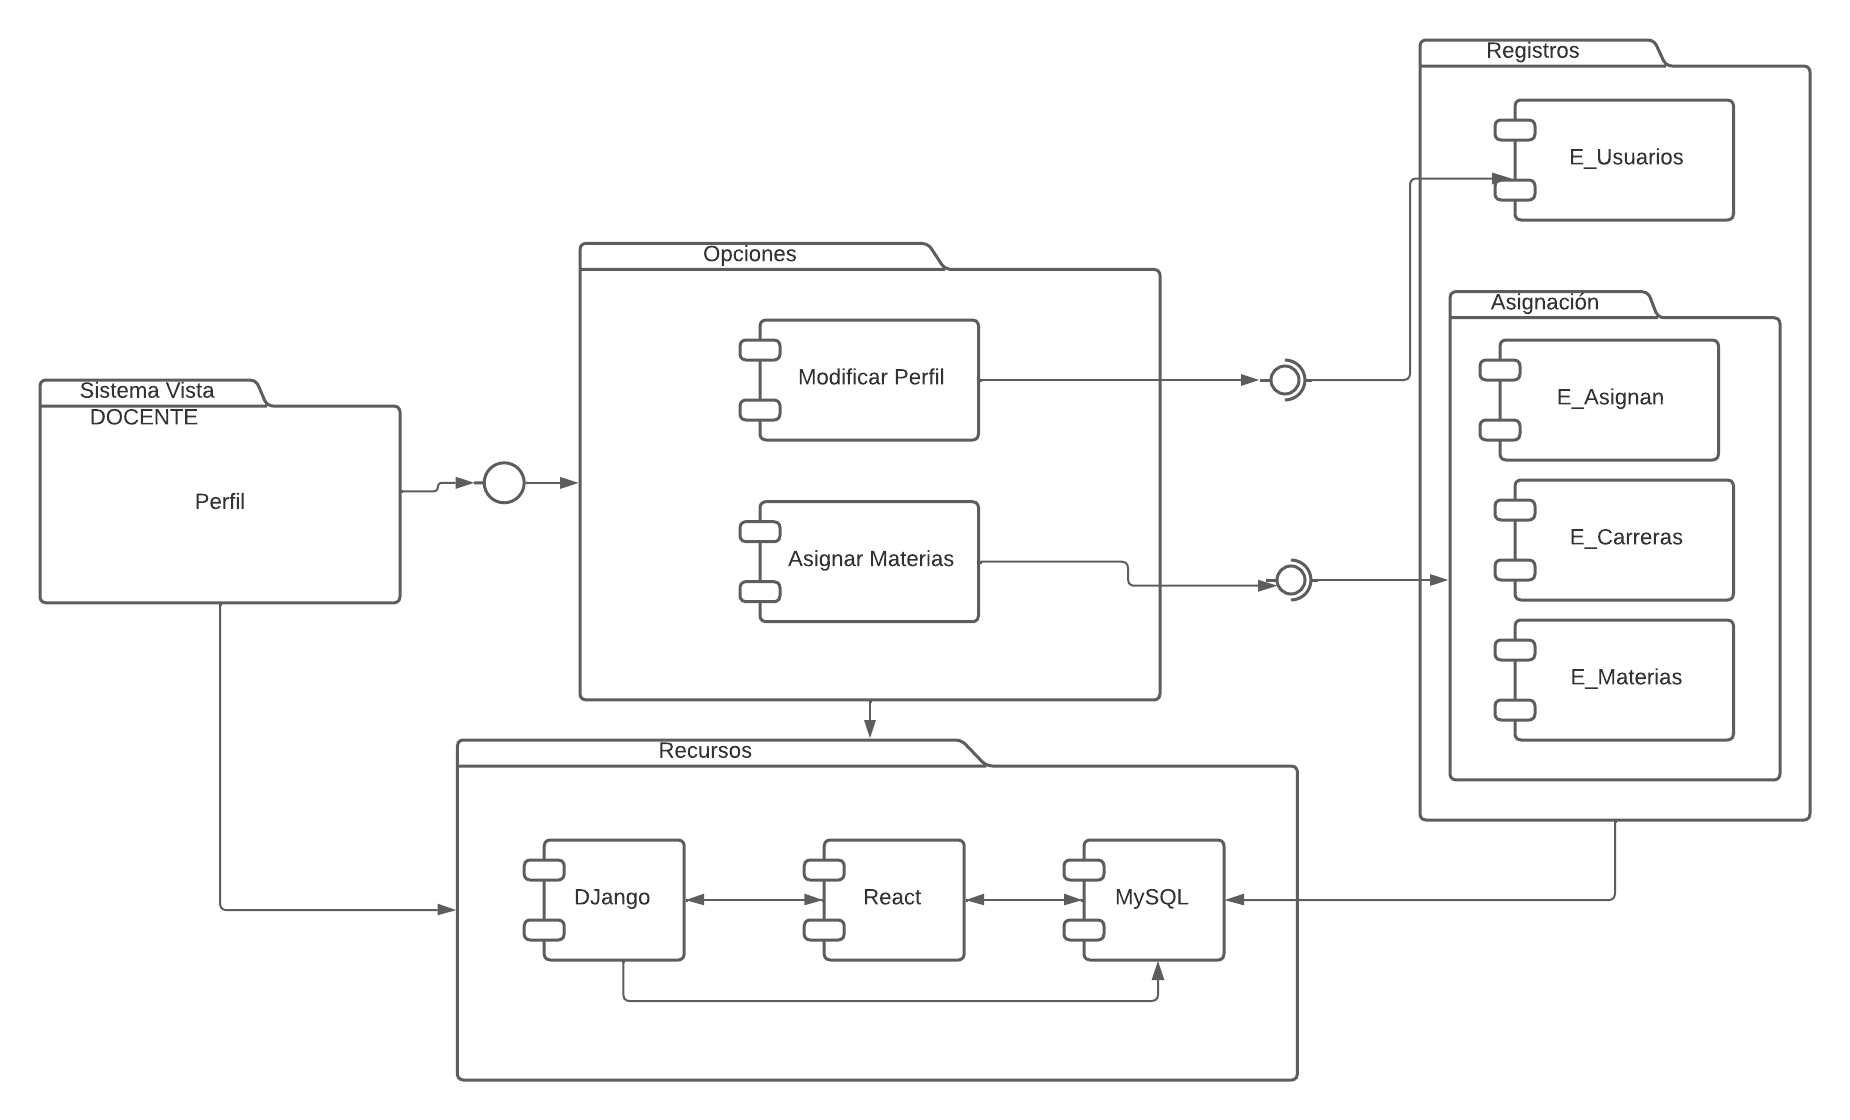 Registros
E_Usuarios
Opciones
Asignación
Modificar Perfil
Sistema Vista
DOCENTE
E_Asignan
Perfil
E_Carreras
Asignar Materias
E_Materias
Recursos
DJango
React
MySQL